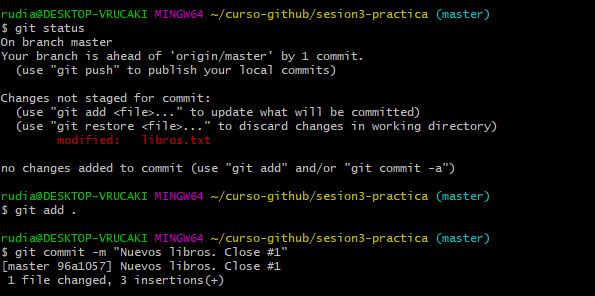 rudia@DESKTOP-VRUCAKI MINGW64 ~/curso-github/sesion3-practica (master)
$ git status
On branch master
Your branch is ahead of 'origin/master' by 1 commit.
  (use "git push" to publish your local commits)

Changes not staged for commit:
  (use "git add <file>..." to update what will be committed)
  (use "git restore <file>..." to discard changes in working directory)
        modified:   libros.txt

no changes added to commit (use "git add" and/or "git commit -a")

rudia@DESKTOP-VRUCAKI MINGW64 ~/curso-github/sesion3-practica (master)
$ git add .

rudia@DESKTOP-VRUCAKI MINGW64 ~/curso-github/sesion3-practica (master)
$ git commit -m "Nuevos libros. Close #1"
[master 96a1057] Nuevos libros. Close #1
 1 file changed, 3 insertions(+)